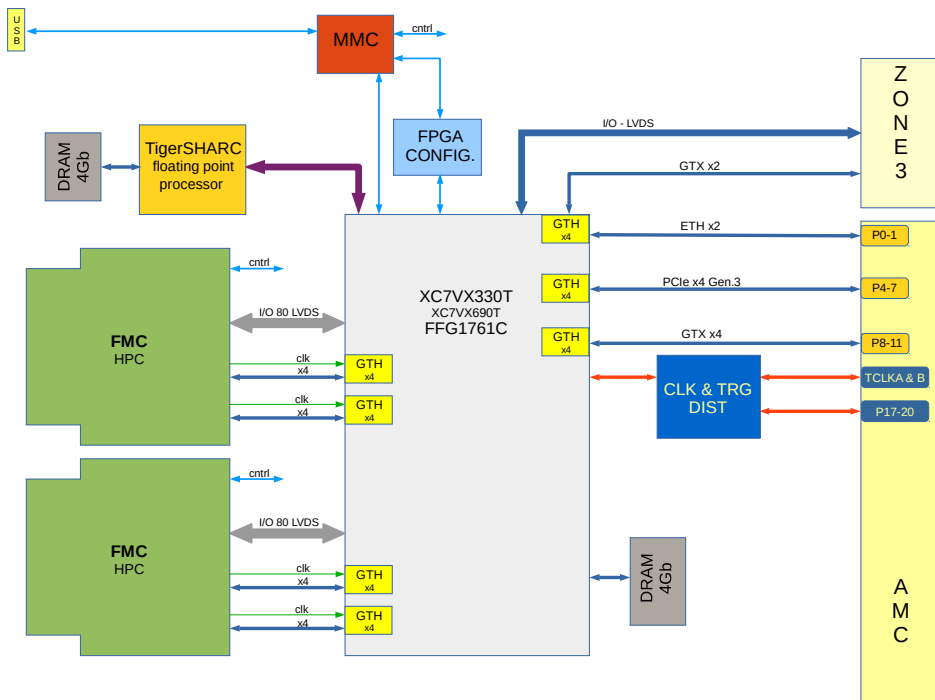 U
S
B
MMC
cntrl
Z
O
N
E
3
I/O - LVDS
FPGA
CONFIG.
TigerSHARC
floating point
processor
DRAM
4Gb
GTX x2
GTH
x4
ETH x2
P0-1
cntrl
GTH
x4
PCIe x4 Gen.3
P4-7
XC7VX330T
XC7VX690T
FFG1761C
I/O 80 LVDS
FMC
HPC
GTH
x4
GTX x4
P8-11
clk
x4
GTH
x4
CLK & TRG
DIST
TCLKA & B
clk
x4
GTH
x4
P17-20
cntrl
I/O 80 LVDS
FMC
HPC
clk
x4
GTH
x4
DRAM
4Gb
clk
x4
GTH
x4
A
M
C